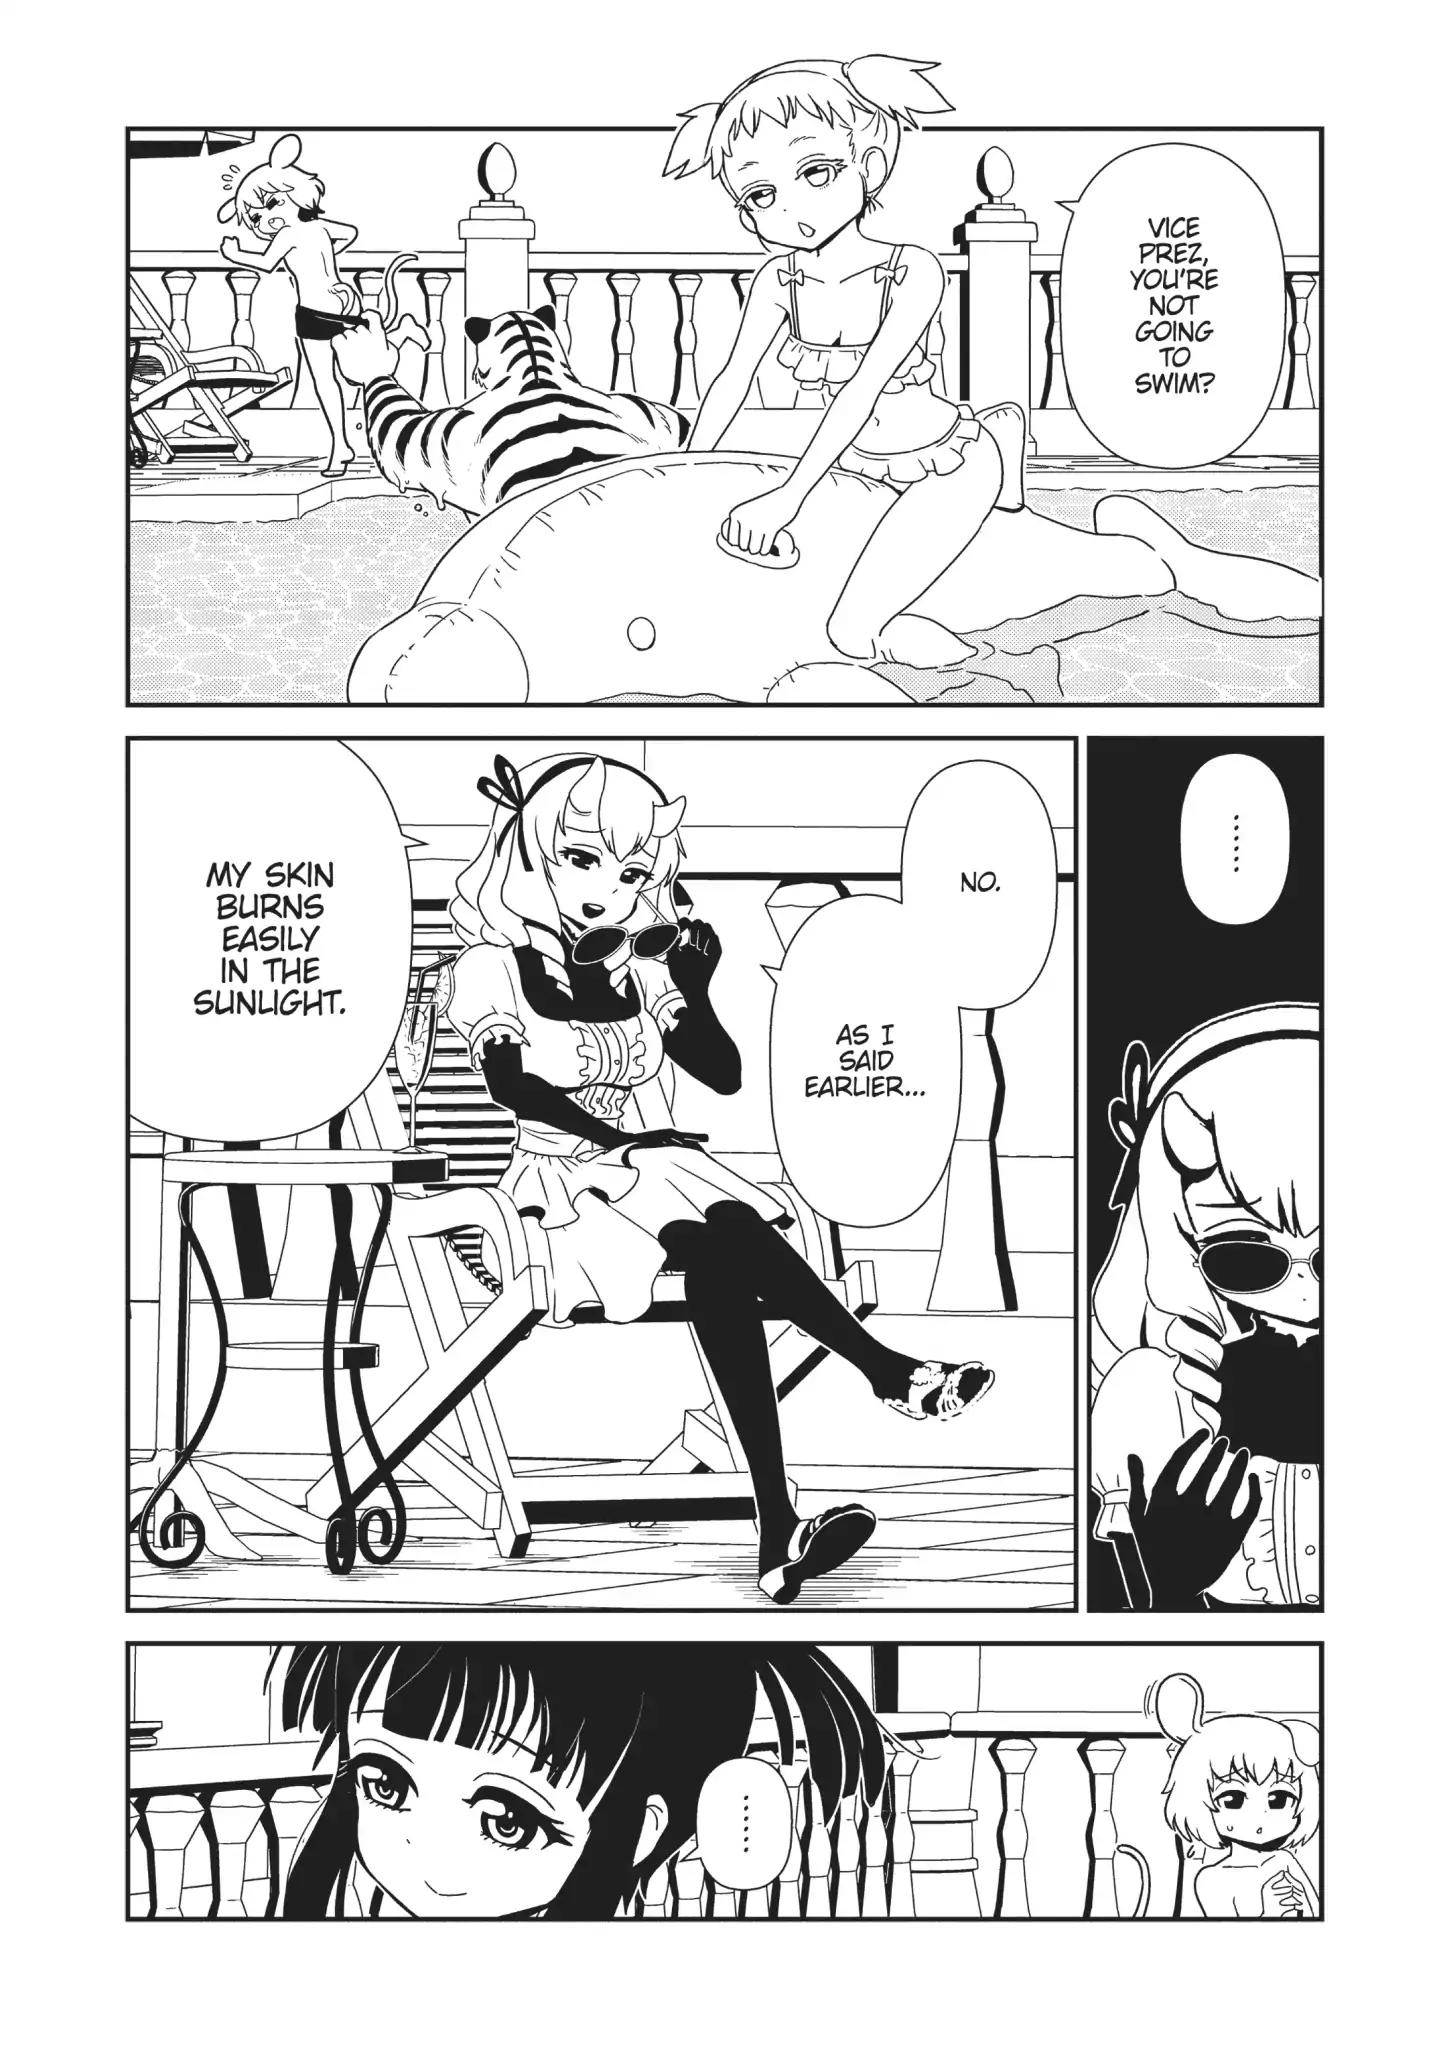 VICE
PREZ,
YOU'RE
NOT
GOING
TO
SWIM?
......
NO.
AS I
SAID
EARLIER...
MY SKIN
BURNS
EASILY
IN THE
SUNLIGHT.
......